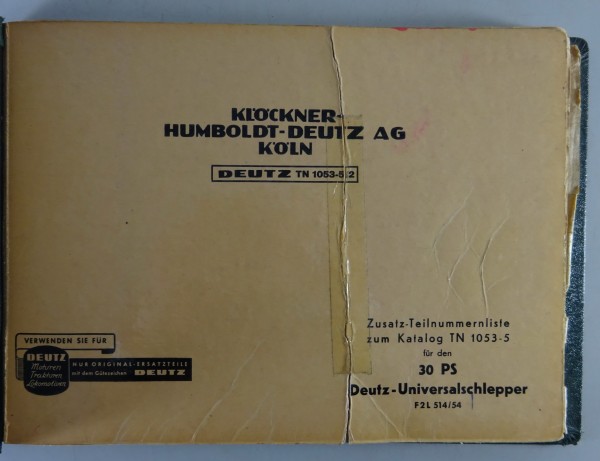 KLÖCKNER-
HUMBOLDT-DEUTZ AG
KÖLN
DEUTZ TN 1053-5.2
Zusatz-Teilnummernliste
zum Katalog TN 1053-5
für den
30 PS
Deutz-Universalschlepper
F2L 514/54
VERWENDEN SIE FÜR
DEUTZ
Motoren
Traktoren
Lokomotiven
NUR ORIGINAL-ERSATZTEILE
mit dem Gütezeichen DEUTZ